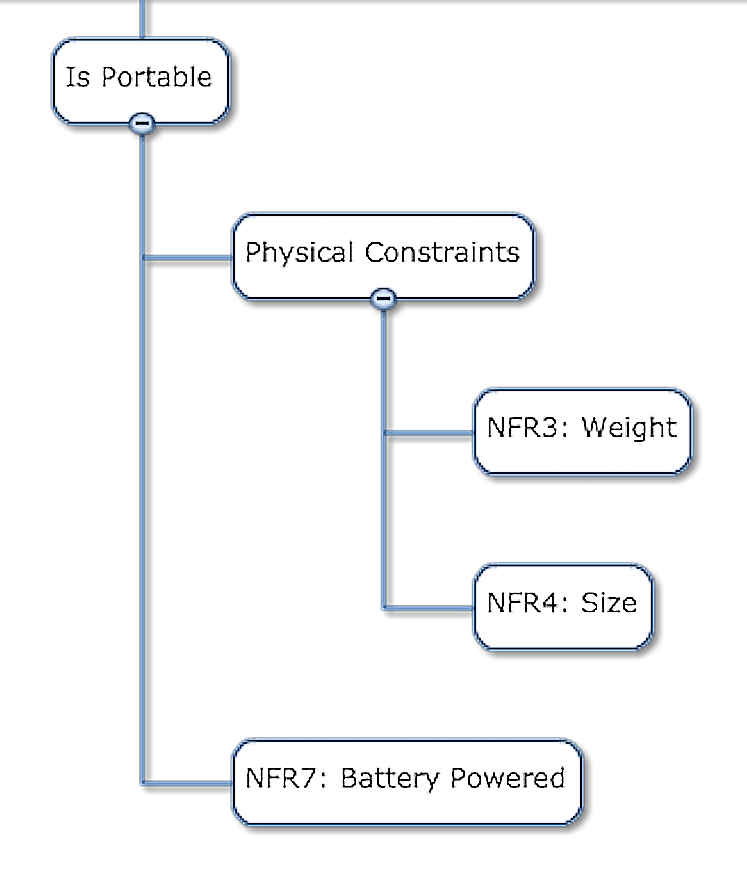 Is Portable
Physical Constraints
NFR3: Weight
NFR4: Size
NFR7: Battery Powered